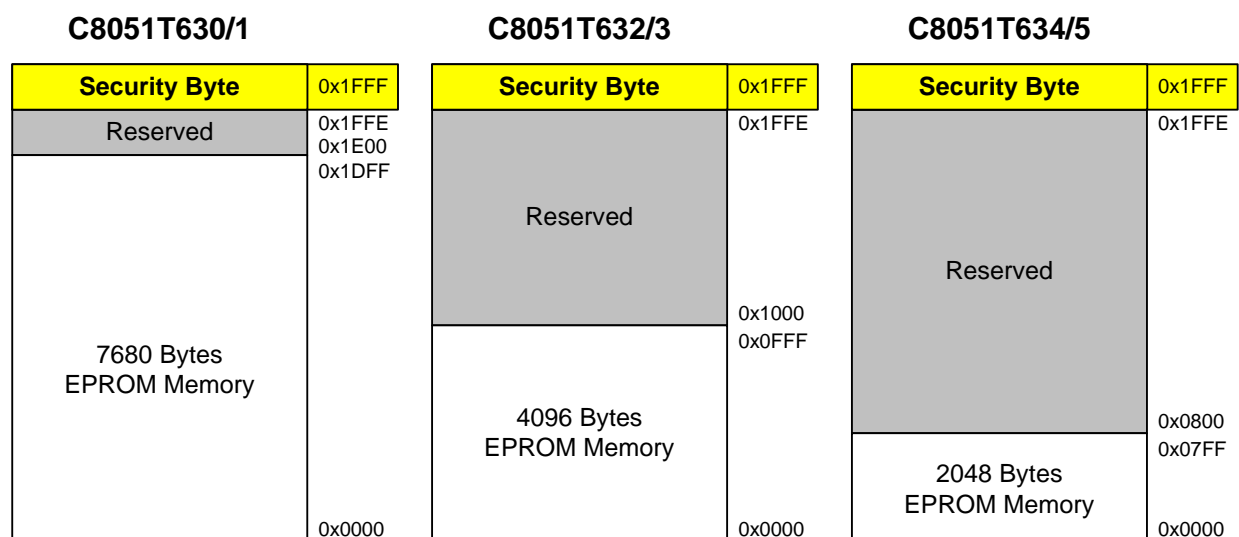 C8051T630/1
Security Byte
0x1FFF
Reserved
0x1FFE
0x1E00
0x1DFF
7680 Bytes
EPROM Memory
0x0000
C8051T632/3
Security Byte
0x1FFF
0x1FFE
Reserved
0x1000
0x0FFF
4096 Bytes
EPROM Memory
0x0000
C8051T634/5
Security Byte
0x1FFF
0x1FFE
Reserved
0x0800
0x07FF
2048 Bytes
EPROM Memory
0x0000